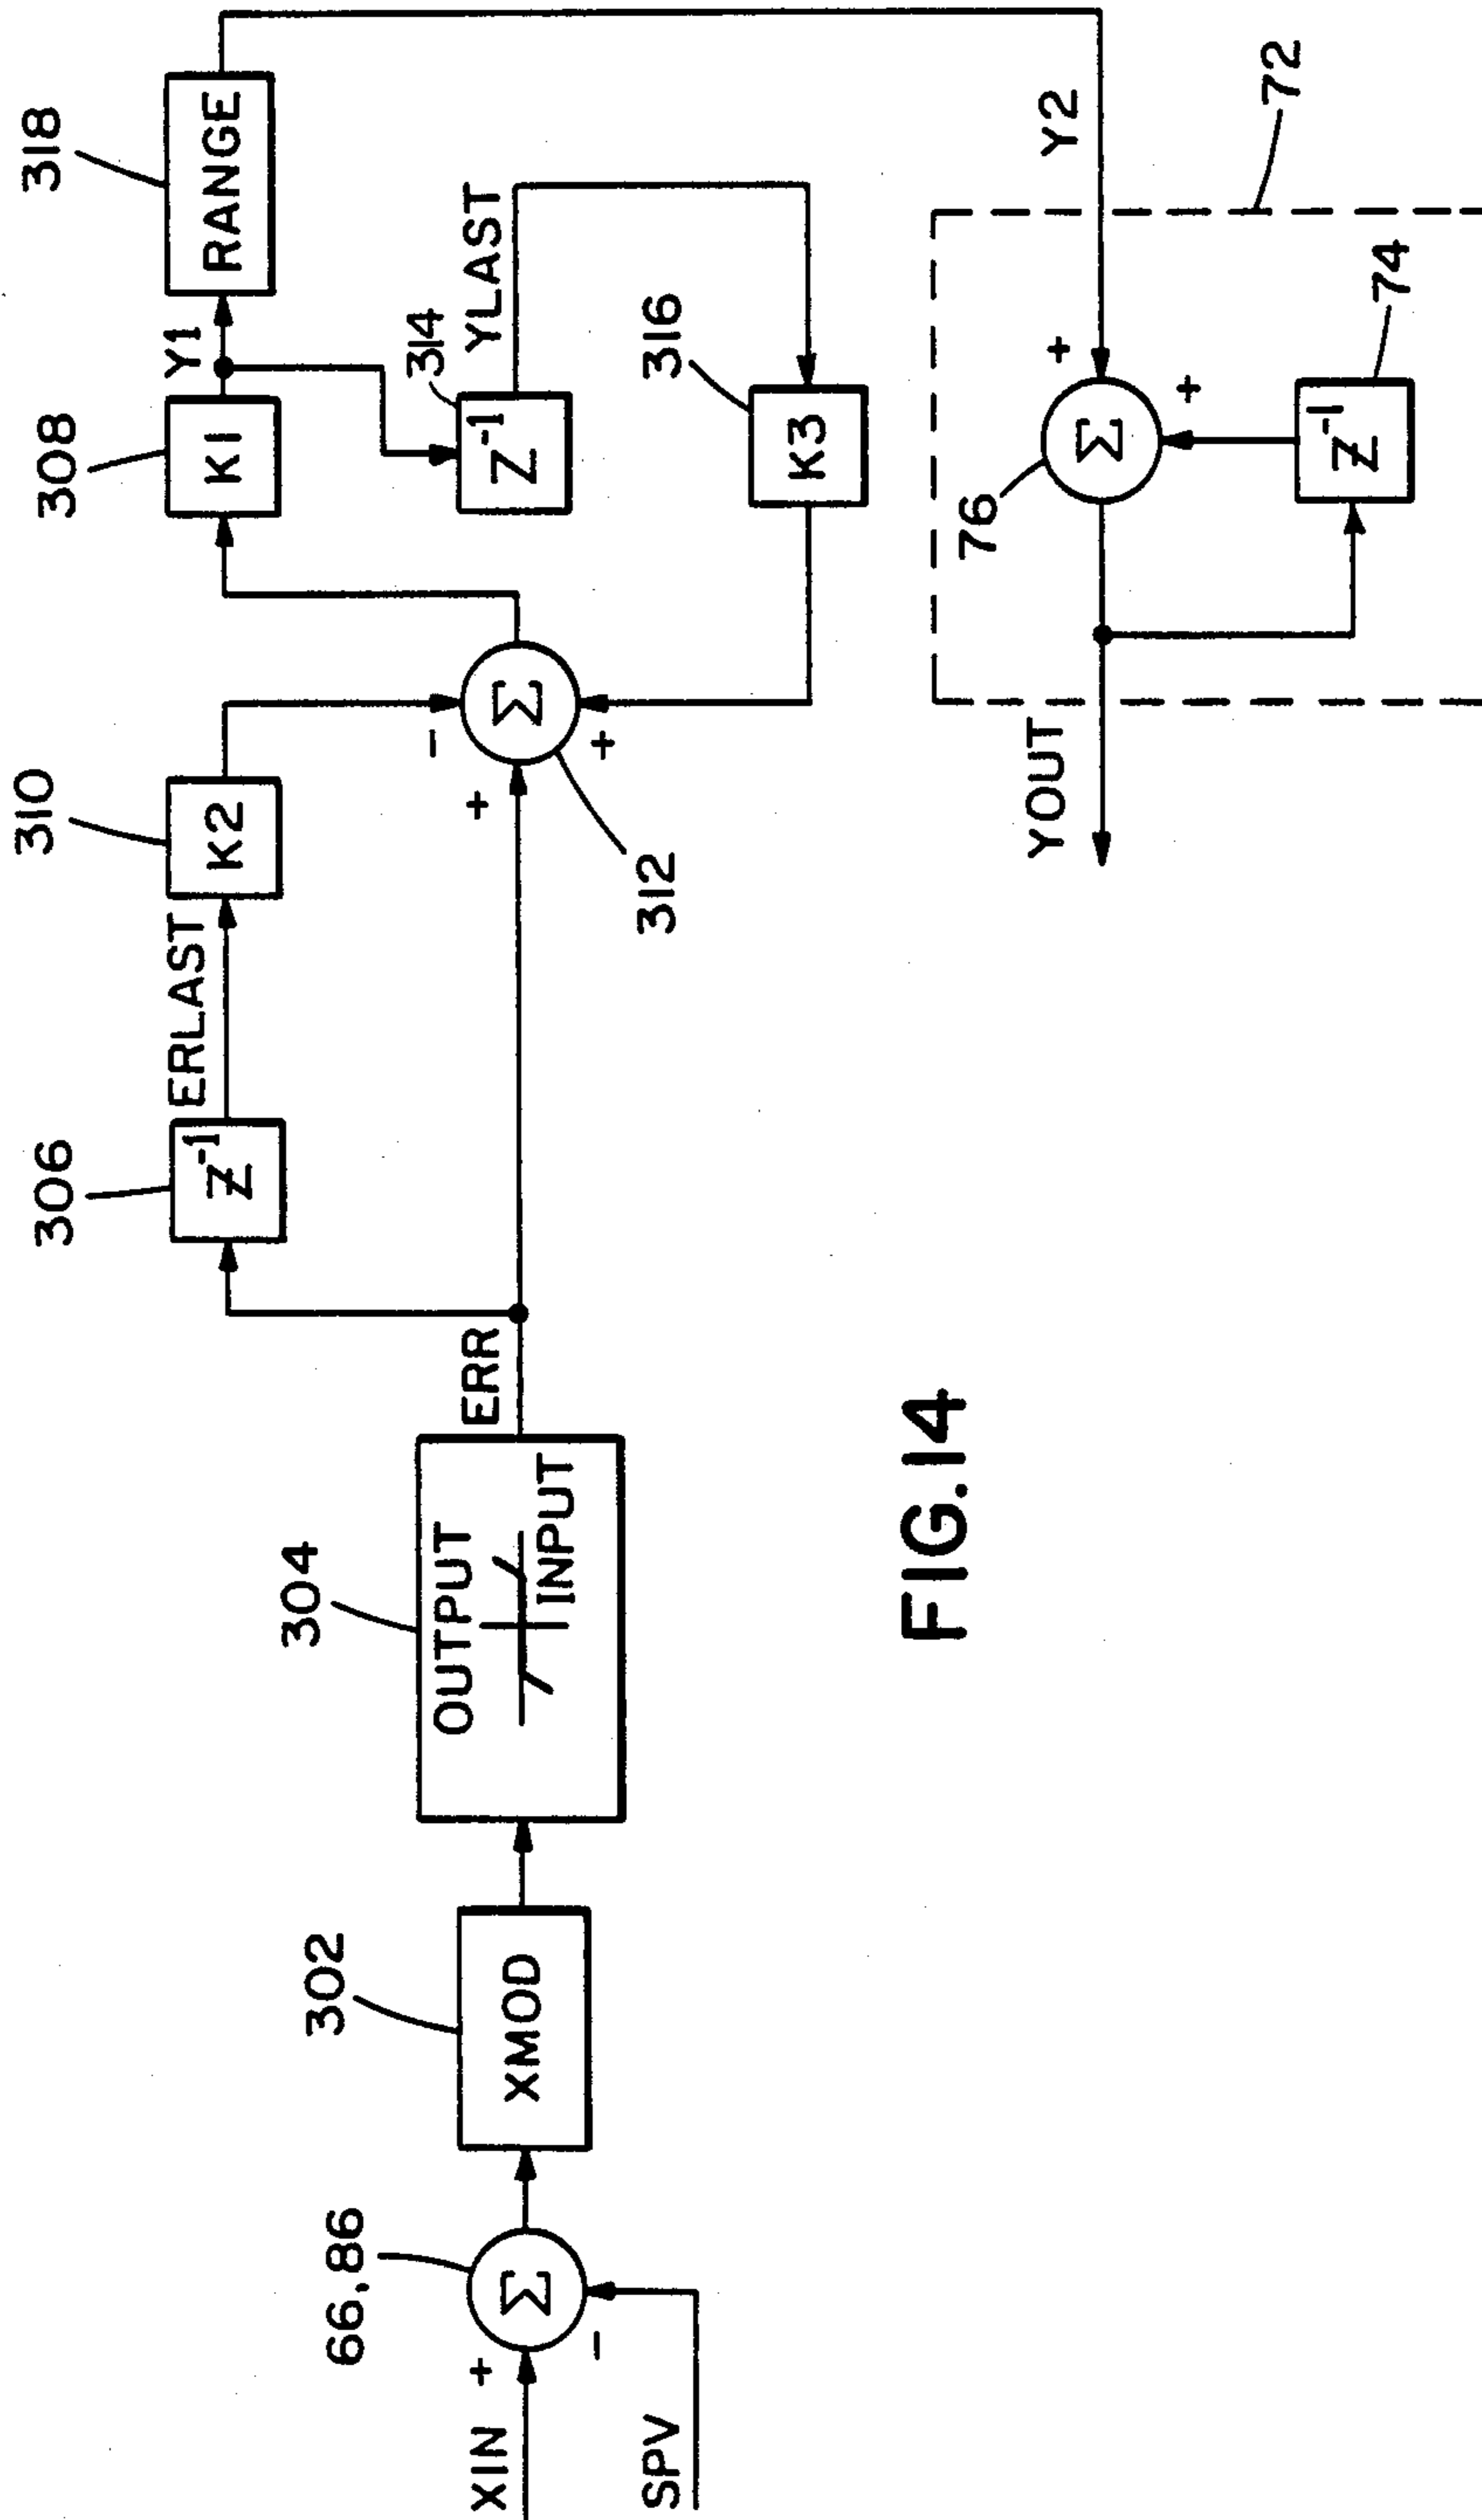 XIN
+
SPV
-
66,86
Σ
302
XMOD
304
OUTPUT
INPUT
ERR
306
Z-1
ERLAST
310
K2
-
+
+
Σ
312
308
K1
Y1
318
RANGE
314
Z-1
YLAST
316
K3
Y2
72
+
+
76
Σ
74
Z-1
YOUT
FIG.14